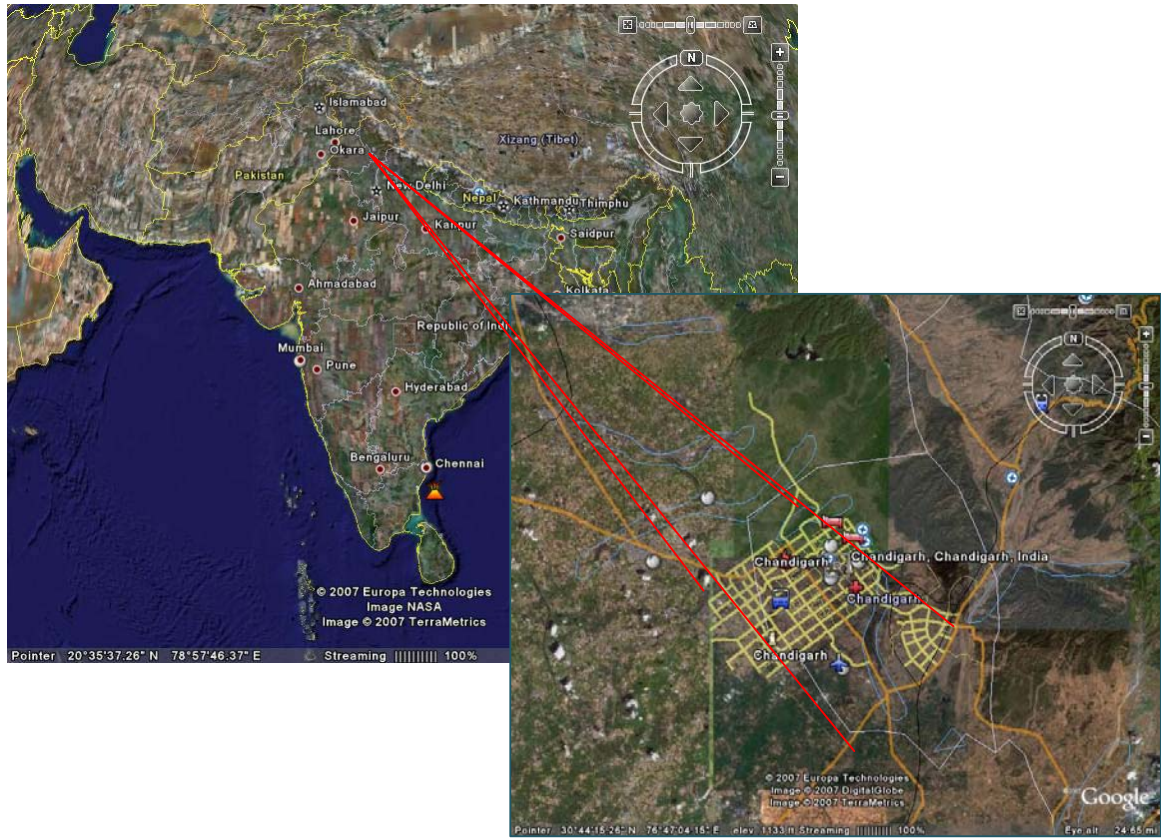 N
Islamabad
Lahore
Okara
Xizang (Tibet)
Pakistan
New Delhi
Nepal
Kathmandu
Thimphu
Jaipur
Kanpur
Saidpur
Ahmadabad
Kolkata
Republic of Indi
Mumbai
Pune
Hyderabad
Bengaluru
Chennai
© 2007 Europa Technologies
Image NASA
Image © 2007 TerraMetrics
Pointer 20°35'37.26" N 78°57'46.37" E Streaming |||||||||| 100%
N
Chandigarh
Chandigarh, Chandigarh, India
Chandigarh
Chandigarh
© 2007 Europa Technologies
Image © 2007 DigitalGlobe
Image © 2007 TerraMetrics
Google
Pointer 30°44'15.26" N 76°47'04.15" E elev 1133 ft Streaming |||||||||| 100% Eye alt 24.65 mi